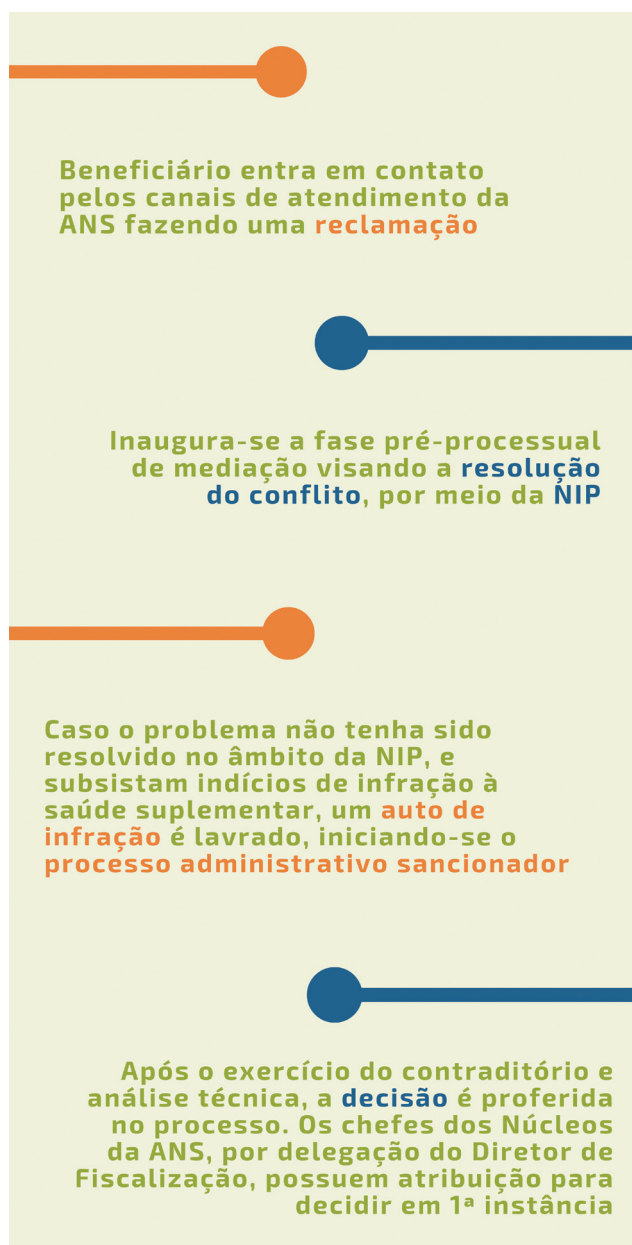 Beneficiário entra em contato
pelos canais de atendimento da
ANS fazendo uma reclamação
Inaugura-se a fase pré-processual
de mediação visando a resolução
do conflito, por meio da NIP
Caso o problema não tenha sido
resolvido no âmbito da NIP, e
subsistam indícios de infração à
saúde suplementar, um auto de
infração é lavrado, iniciando-se o
processo administrativo sancionador
Após o exercício do contraditório e
análise técnica, a decisão é proferida
no processo. Os chefes dos Núcleos
da ANS, por delegação do Diretor de
Fiscalização, possuem atribuição para
decidir em 1ª instância